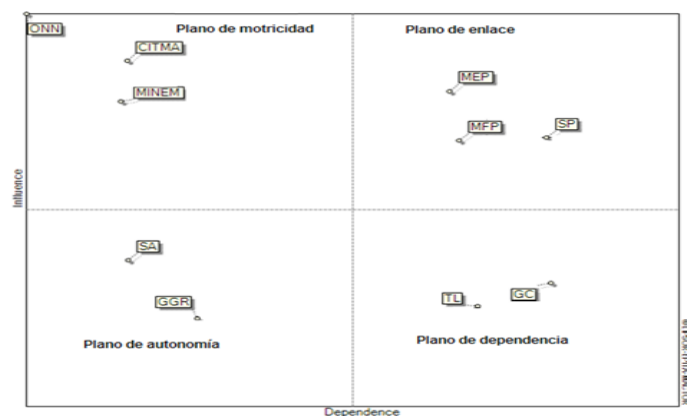 Plano de motricidad
Plano de enlace
ONN
CITMA
MINEM
MEP
MFP
SP
Influence
SA
GGR
TL
GC
Plano de autonomía
Plano de dependencia
Dependence